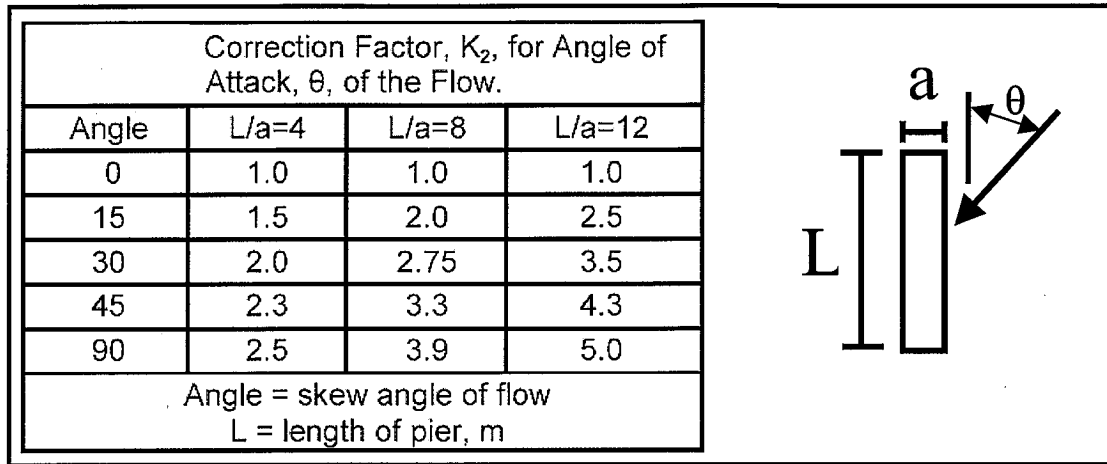 Correction Factor, K₂, for Angle of
Attack, θ, of the Flow.
Angle L/a=4 L/a=8 L/a=12
0 1.0 1.0 1.0
15 1.5 2.0 2.5
30 2.0 2.75 3.5
45 2.3 3.3 4.3
90 2.5 3.9 5.0
Angle = skew angle of flow
L = length of pier, m
a
θ
L